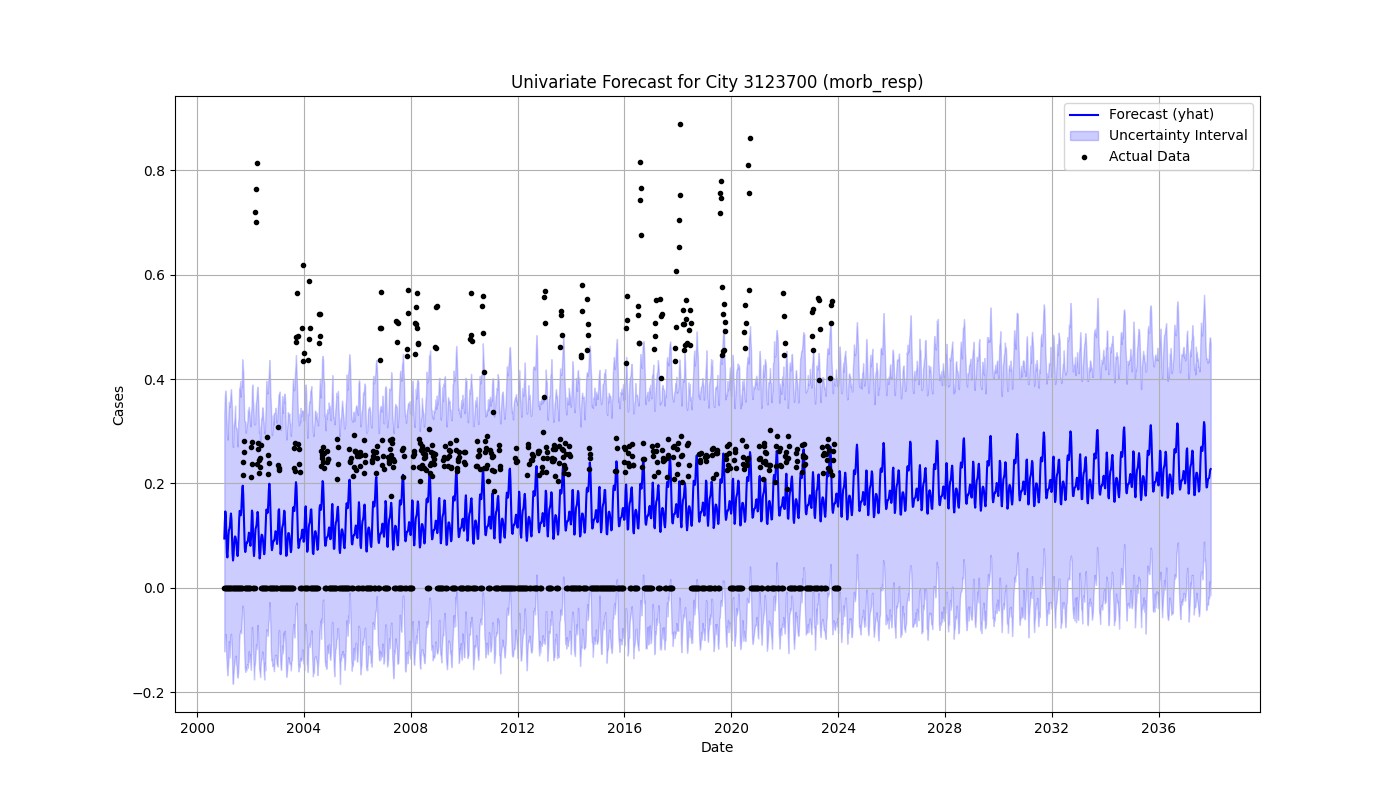 Univariate Forecast for City 3123700 (morb_resp)
Forecast (yhat)
Uncertainty Interval
Actual Data
Cases
0.8
0.6
0.4
0.2
0.0
−0.2
2000 2004 2008 2012 2016 2020 2024 2028 2032 2036
Date